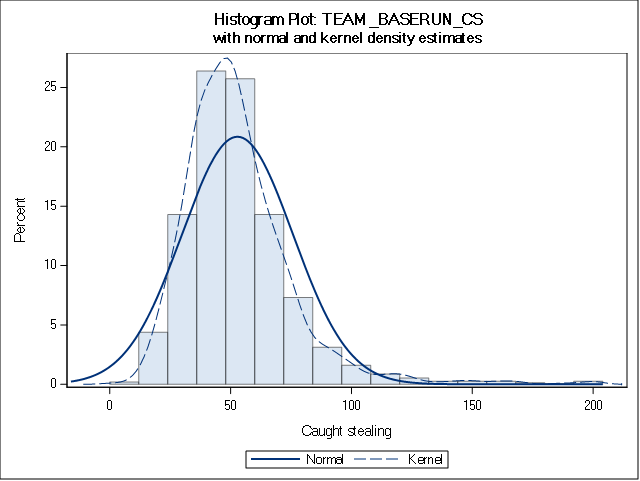 Histogram Plot: TEAM_BASERUN_CS
with normal and kernel density estimates
25
20
15
10
5
0
Percent
0 50 100 150 200
Caught stealing
Normal Kernel